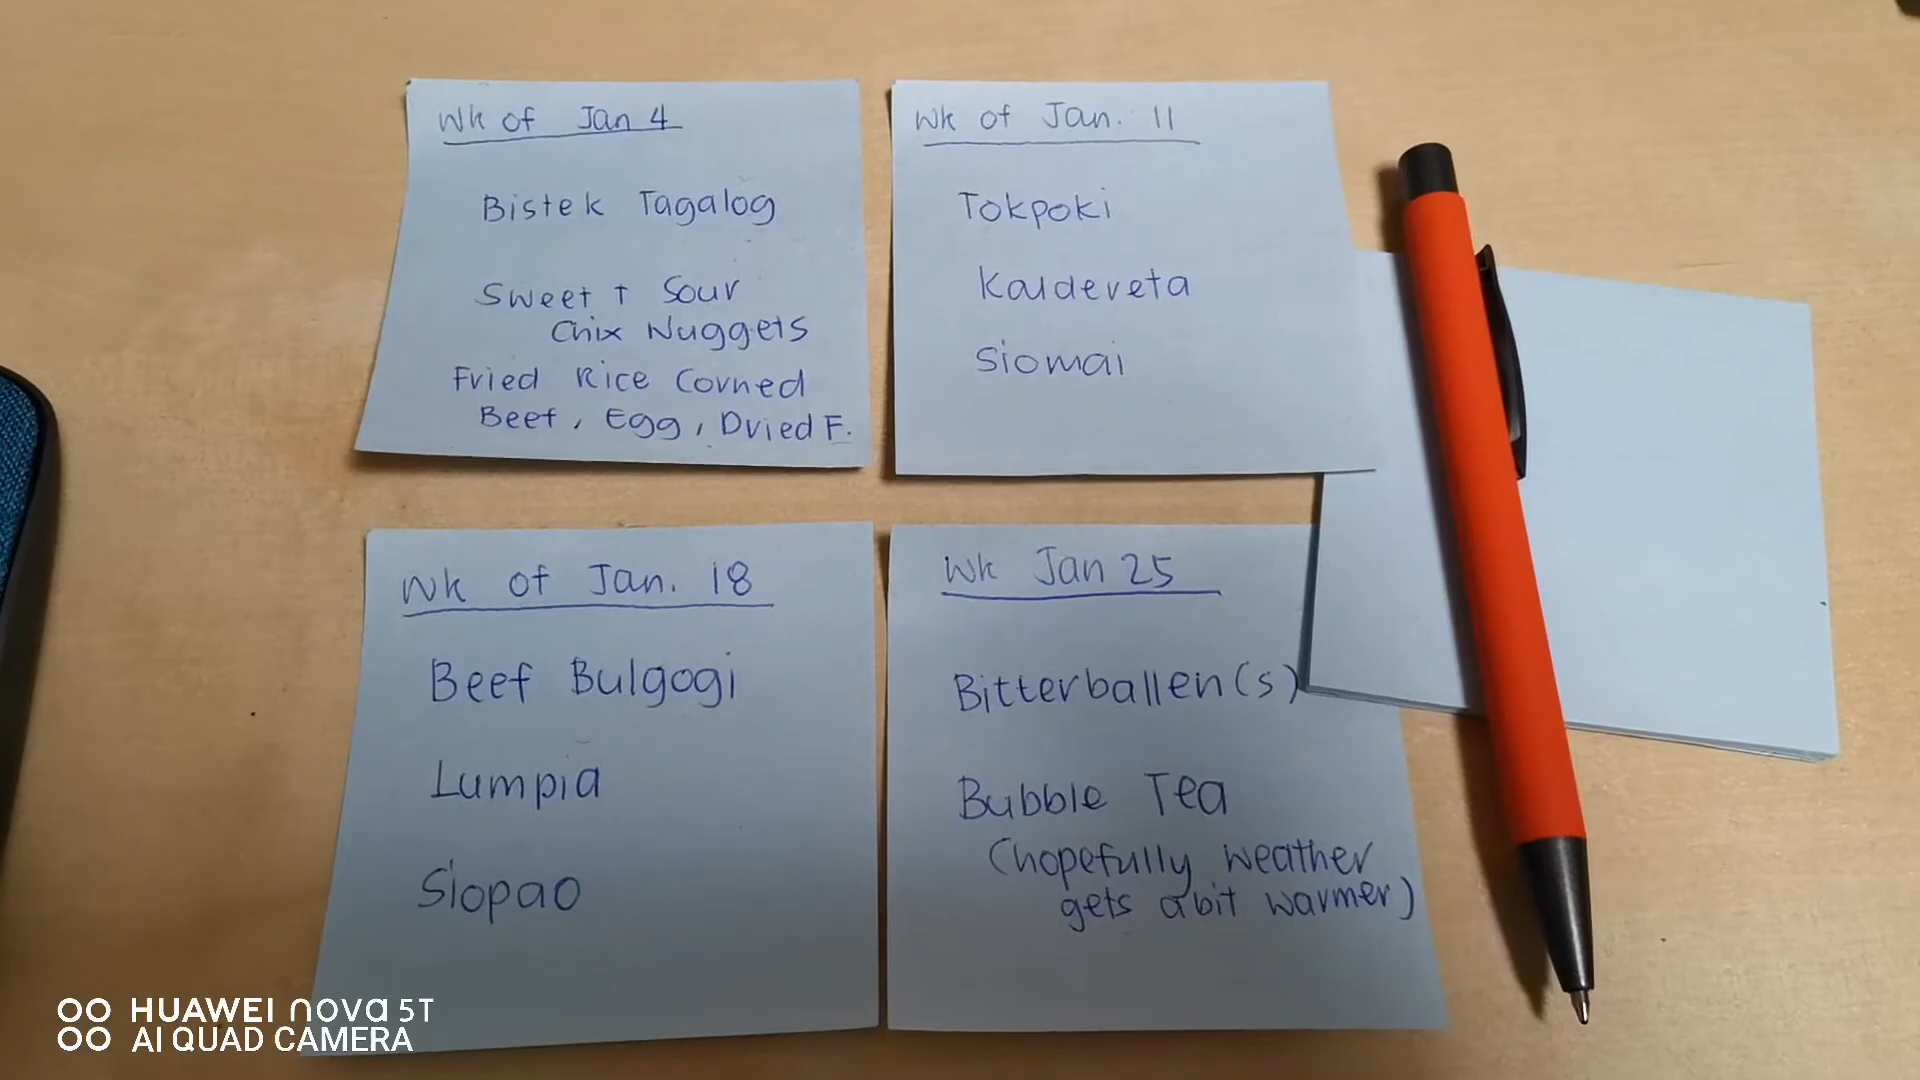 Wk of Jan 4
Bistek Tagalog
Sweet + Sour
Chix Nuggets
Fried Rice Corned
Beef, Egg, Dried F.
Wk of Jan. 11
Tokpoki
Kaldereta
Siomai
Wk of Jan. 18
Beef Bulgogi
Lumpia
Siopao
Wk Jan 25
Bitterballen(s)
Bubble Tea
(hopefully weather
gets a bit warmer)
HUAWEI nova 5T
AI QUAD CAMERA